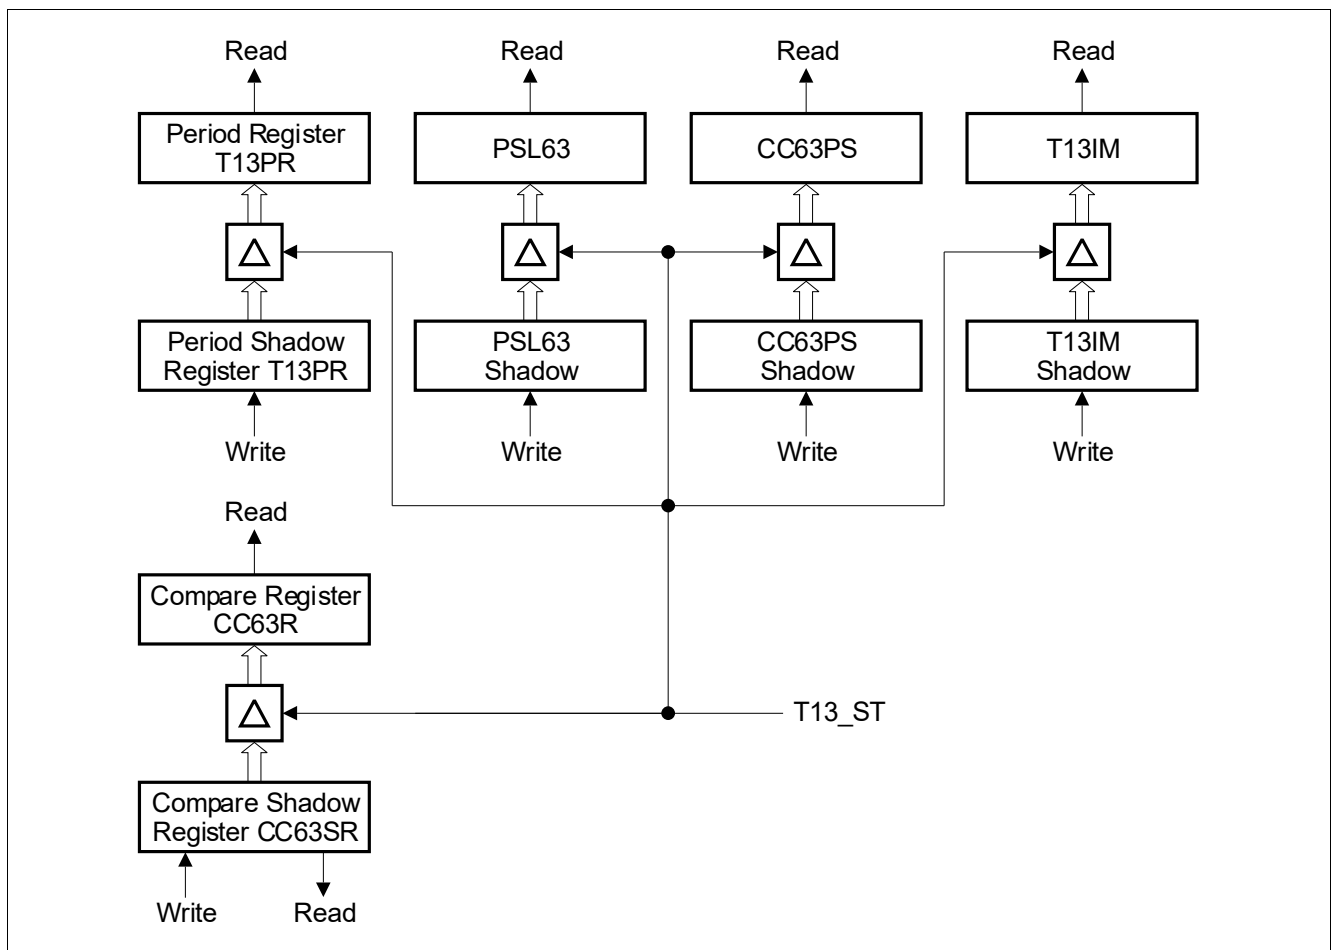 Read
Read
Read
Read
Period Register
T13PR
PSL63
CC63PS
T13IM
Period Shadow
Register T13PR
PSL63
Shadow
CC63PS
Shadow
T13IM
Shadow
Write
Write
Write
Write
Read
Compare Register
CC63R
T13_ST
Compare Shadow
Register CC63SR
Write
Read